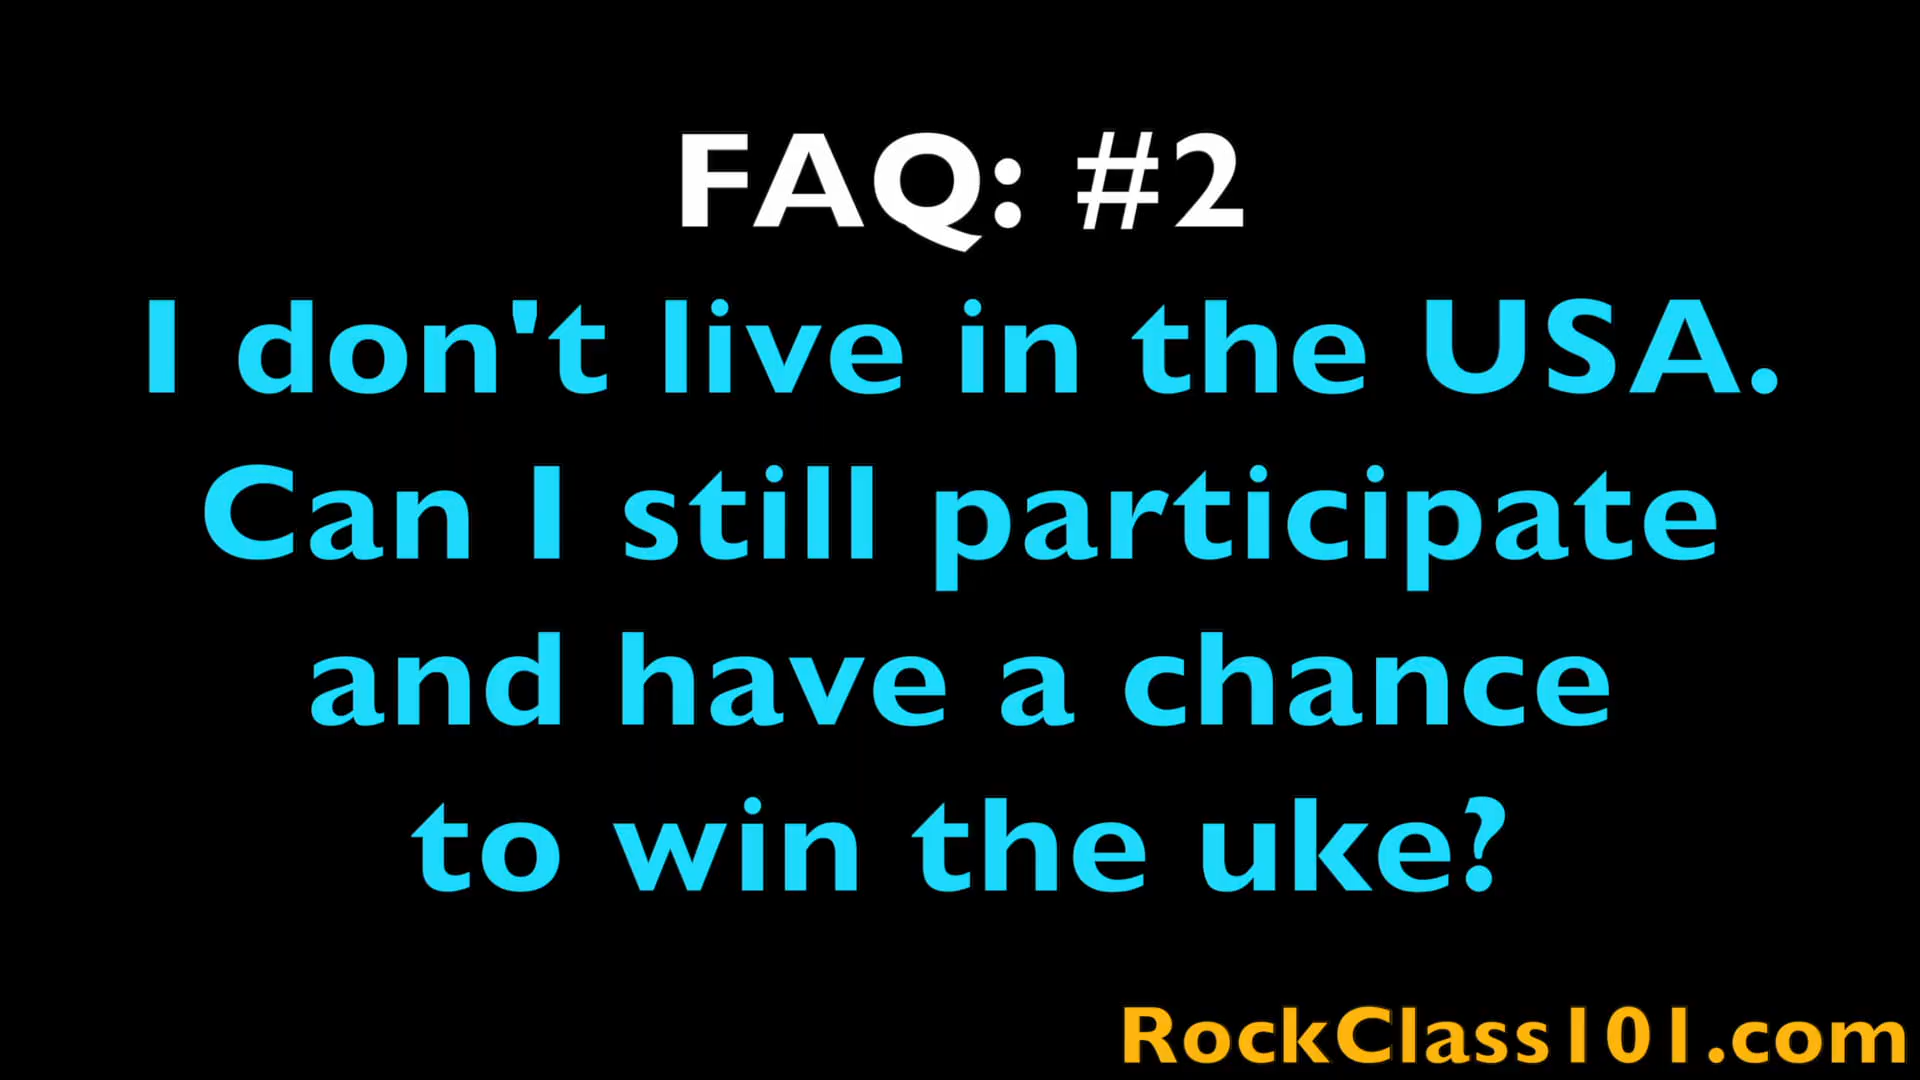 FAQ: #2
I don't live in the USA.
Can I still participate
and have a chance
to win the uke?
RockClass101.com